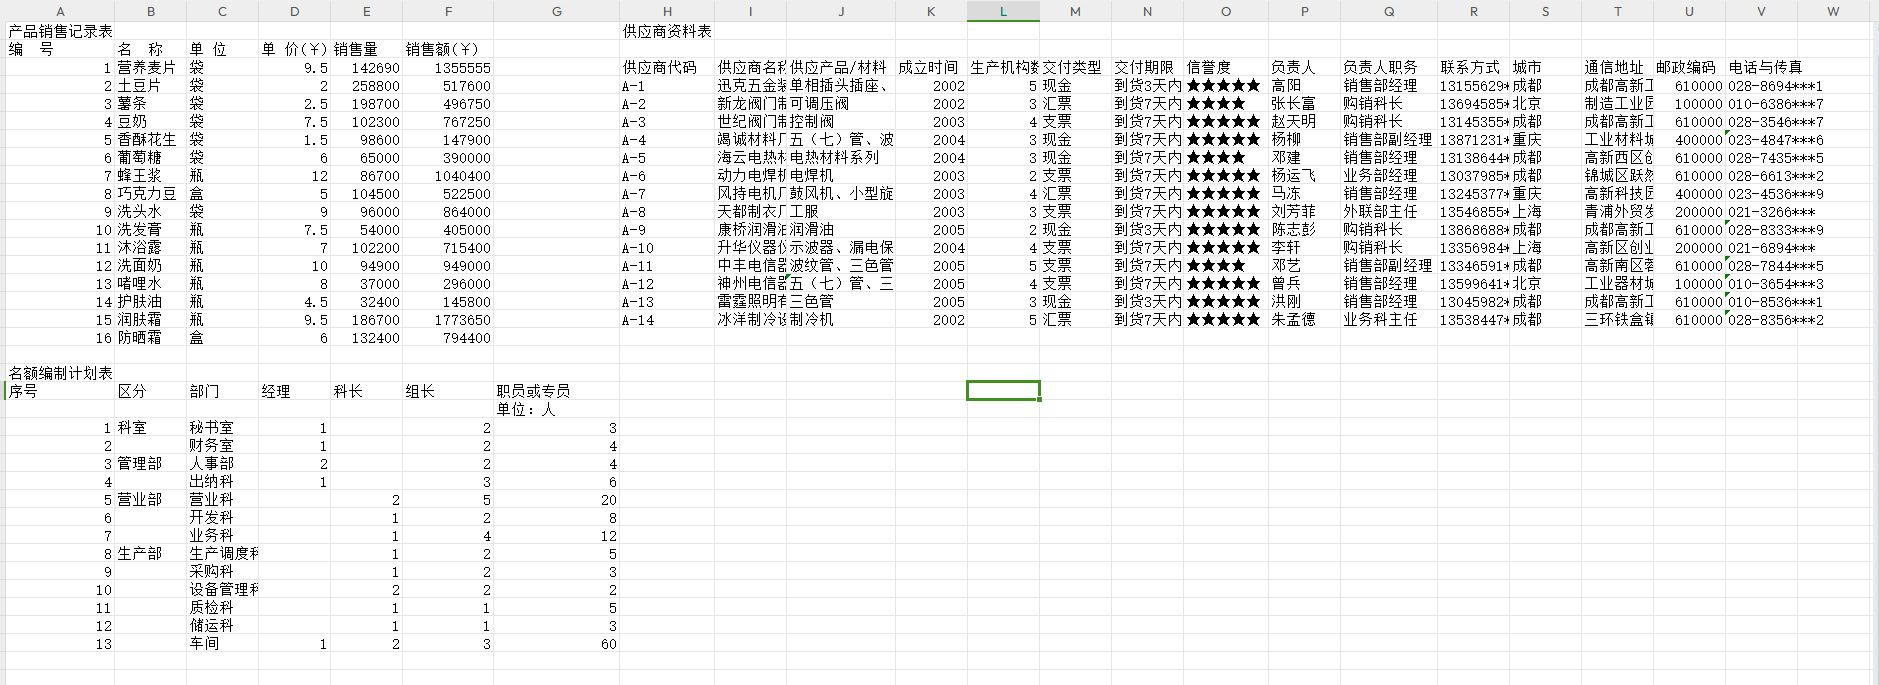 A B C D E F G H I J K L M N O P Q R S T U V W
产品销售记录表 供应商资料表
编 号 名 称 单 位 单 价(¥) 销售量 销售额(¥)
1 营养麦片 袋 9.5 142690 1355555 供应商代码 供应商名称 供应产品/材料 成立时间 生产机构数 交付类型 交付期限 信誉度 负责人 负责人职务 联系方式 城市 通信地址 邮政编码 电话与传真
2 土豆片 袋 2 258800 517600 A-1 迅克五金 单相插头插座、 2002 5 现金 到货3天内 ★★★★★ 高阳 销售部经理 13155629* 成都 成都高新工 610000 028-8694***1
3 薯条 袋 2.5 198700 496750 A-2 新龙阀门制 可调压阀 2002 3 汇票 到货7天内 ★★★★ 张长富 购销科长 13694585* 北京 制造工业园 100000 010-6386***7
4 豆奶 袋 7.5 102300 767250 A-3 世纪阀门制 控制阀 2003 4 支票 到货7天内 ★★★★★ 赵天明 购销科长 13145355* 成都 成都高新工 610000 028-3546***7
5 香酥花生 袋 1.5 98600 147900 A-4 竭诚材料厂 五（七）管、波 2004 3 现金 到货7天内 ★★★★★ 杨柳 销售部副经理 13871231* 重庆 工业材料城 400000 023-4847***6
6 葡萄糖 袋 6 65000 390000 A-5 海云电热材 电热材料系列 2004 3 现金 到货3天内 ★★★★ 邓建 销售部经理 13138644* 成都 高新西区创 610000 028-7435***5
7 蜂王浆 瓶 12 86700 1040400 A-6 动力电焊机 电焊机 2003 2 支票 到货7天内 ★★★★★ 杨运飞 业务部经理 13037985* 成都 锦城区跃然 610000 028-6613***2
8 巧克力豆 盒 5 104500 522500 A-7 风持电机厂 鼓风机、小型旋 2003 4 汇票 到货7天内 ★★★★★ 马冻 销售部经理 13245377* 重庆 高新科技园 400000 023-4536***9
9 洗头水 袋 9 96000 864000 A-8 天都制衣厂 工服 2003 3 支票 到货7天内 ★★★★★ 刘芳菲 外联部主任 13546855* 上海 青浦外贸发 200000 021-3266***
10 洗发膏 瓶 7.5 54000 405000 A-9 康桥润滑油 润滑油 2005 2 现金 到货3天内 ★★★★★ 陈志彭 购销科长 13868688* 成都 成都高新工 610000 028-8333***9
11 沐浴露 瓶 7 102200 715400 A-10 升华仪器仪 示波器、漏电保 2004 4 支票 到货7天内 ★★★★★ 李轩 购销科长 13356984* 上海 高新区创业 200000 021-6894***
12 洗面奶 瓶 10 94900 949000 A-11 中丰电信器 波纹管、三色管 2005 5 支票 到货7天内 ★★★★ 邓艺 销售部副经理 13346591* 成都 高新南区蓉 610000 028-7844***5
13 啫哩水 瓶 8 37000 296000 A-12 神州电信器 五（七）管、三 2005 4 支票 到货7天内 ★★★★★ 曾兵 销售部经理 13599641* 北京 工业器材城 100000 010-3654***3
14 护肤油 瓶 4.5 32400 145800 A-13 雷霆照明有 三色管 2005 3 现金 到货3天内 ★★★★★ 洪刚 销售部经理 13045982* 成都 成都高新工 610000 010-8536***1
15 润肤霜 瓶 9.5 186700 1773650 A-14 冰洋制冷设 制冷机 2002 5 汇票 到货7天内 ★★★★★ 朱孟德 业务科主任 13538447* 成都 三环铁盒镇 610000 028-8356***2
16 防晒霜 盒 6 132400 794400
名额编制计划表
序号 区分 部门 经理 科长 组长 职员或专员
单位：人
1 科室 秘书室 1 2 3
2 财务室 1 2 4
3 管理部 人事部 2 2 4
4 出纳科 1 3 6
5 营业部 营业科 2 5 20
6 开发科 1 2 8
7 业务科 1 4 12
8 生产部 生产调度科 1 2 5
9 采购科 1 2 3
10 设备管理科 2 2 2
11 质检科 1 1 5
12 储运科 1 1 3
13 车间 1 2 3 60